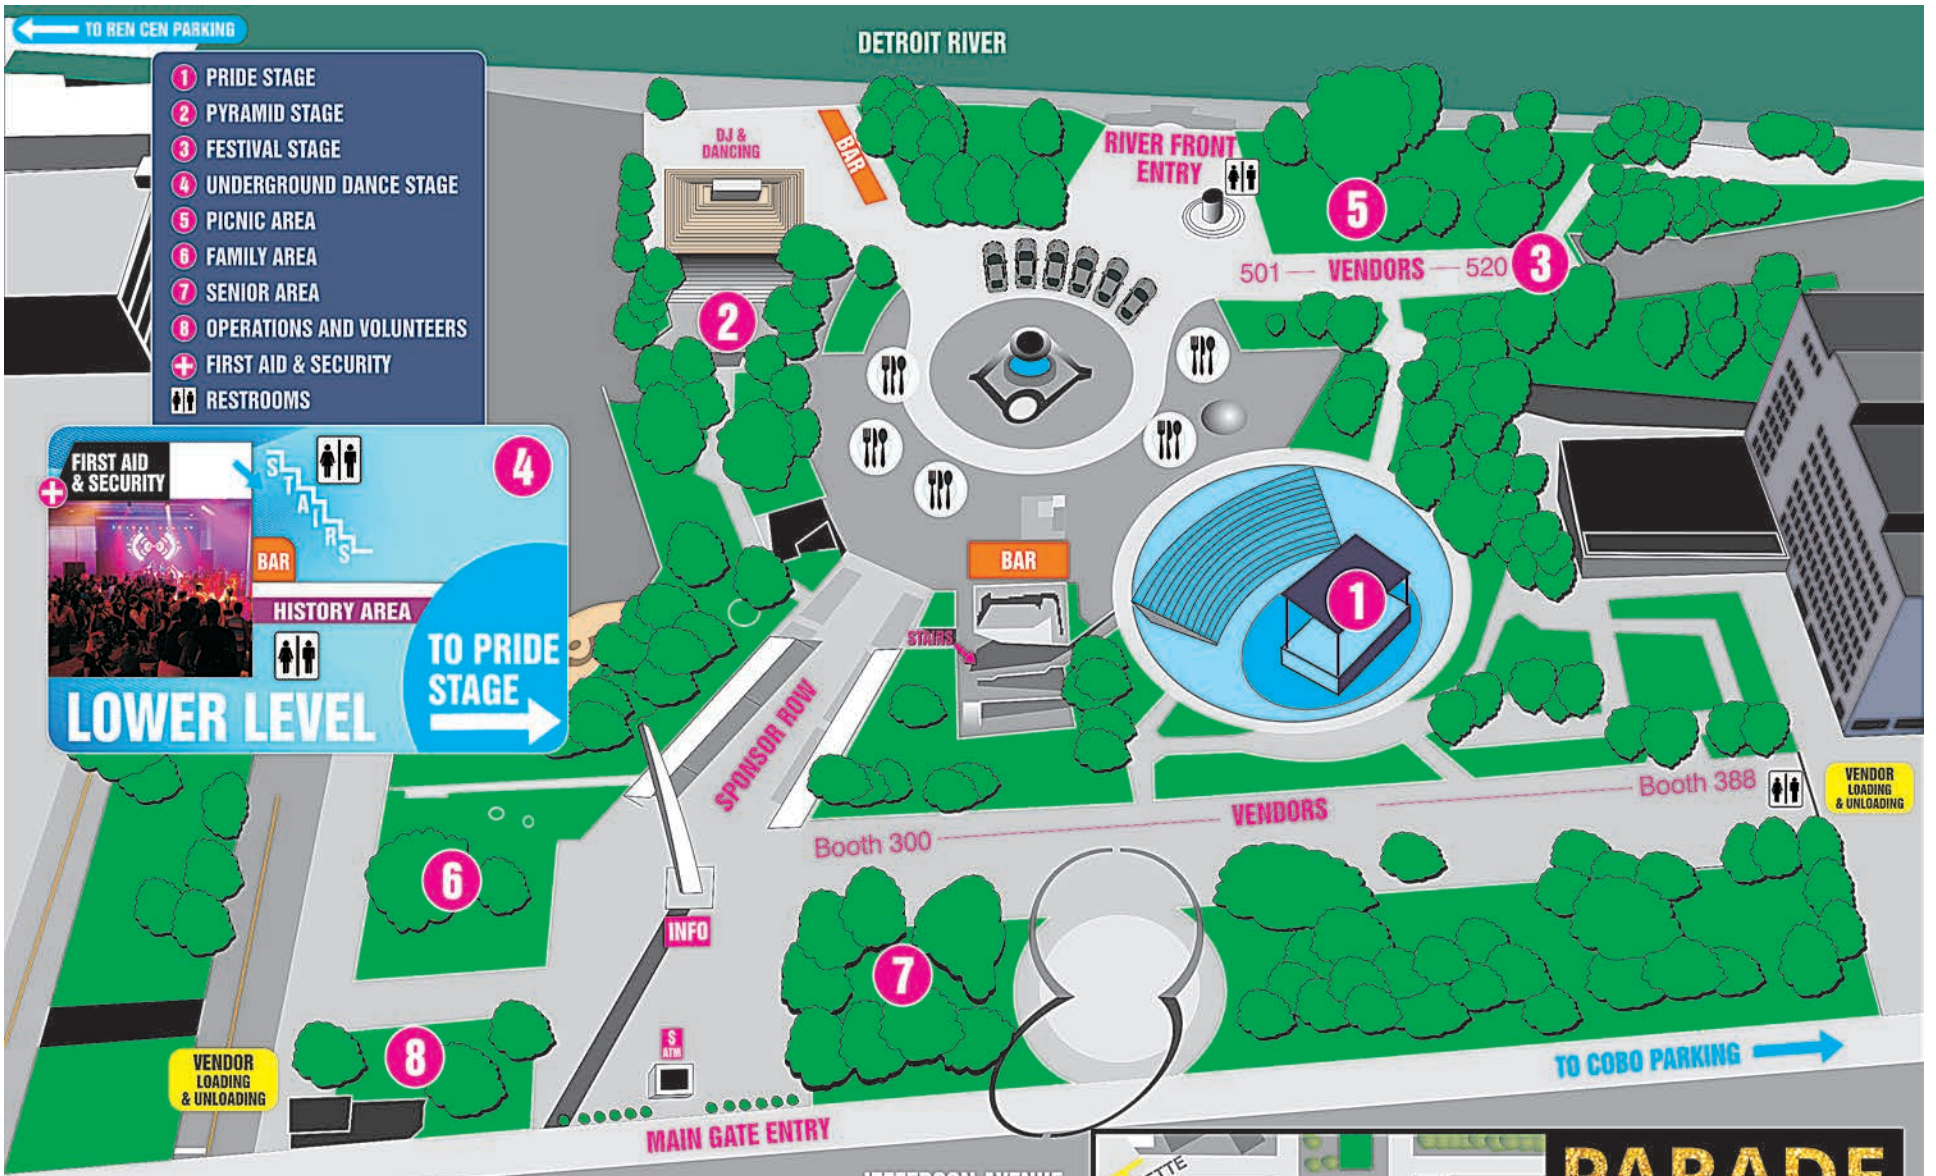 TO REN CEN PARKING
DETROIT RIVER
1 PRIDE STAGE
2 PYRAMID STAGE
3 FESTIVAL STAGE
4 UNDERGROUND DANCE STAGE
5 PICNIC AREA
6 FAMILY AREA
7 SENIOR AREA
8 OPERATIONS AND VOLUNTEERS
+ FIRST AID & SECURITY
RESTROOMS
DJ &
DANCING
BAR
RIVER FRONT
ENTRY
5
501 VENDORS 520
3
2
FIRST AID
& SECURITY
+
STAIRS
4
BAR
HISTORY AREA
TO PRIDE
STAGE
LOWER LEVEL
BAR
1
STAIRS
SPONSOR ROW
Booth 300
VENDORS
Booth 388
VENDOR
LOADING
& UNLOADING
6
INFO
7
8
$
ATM
VENDOR
LOADING
& UNLOADING
TO COBO PARKING
MAIN GATE ENTRY
JEFFERSON AVENUE
ETTE
PARADE